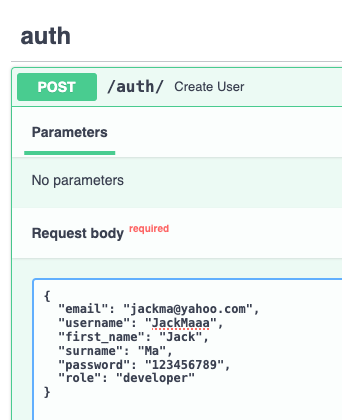 auth
POST /auth/ Create User
Parameters
No parameters
Request body required
{
  "email": "jackma@yahoo.com",
  "username": "JackMaaa",
  "first_name": "Jack",
  "surname": "Ma",
  "password": "123456789",
  "role": "developer"
}